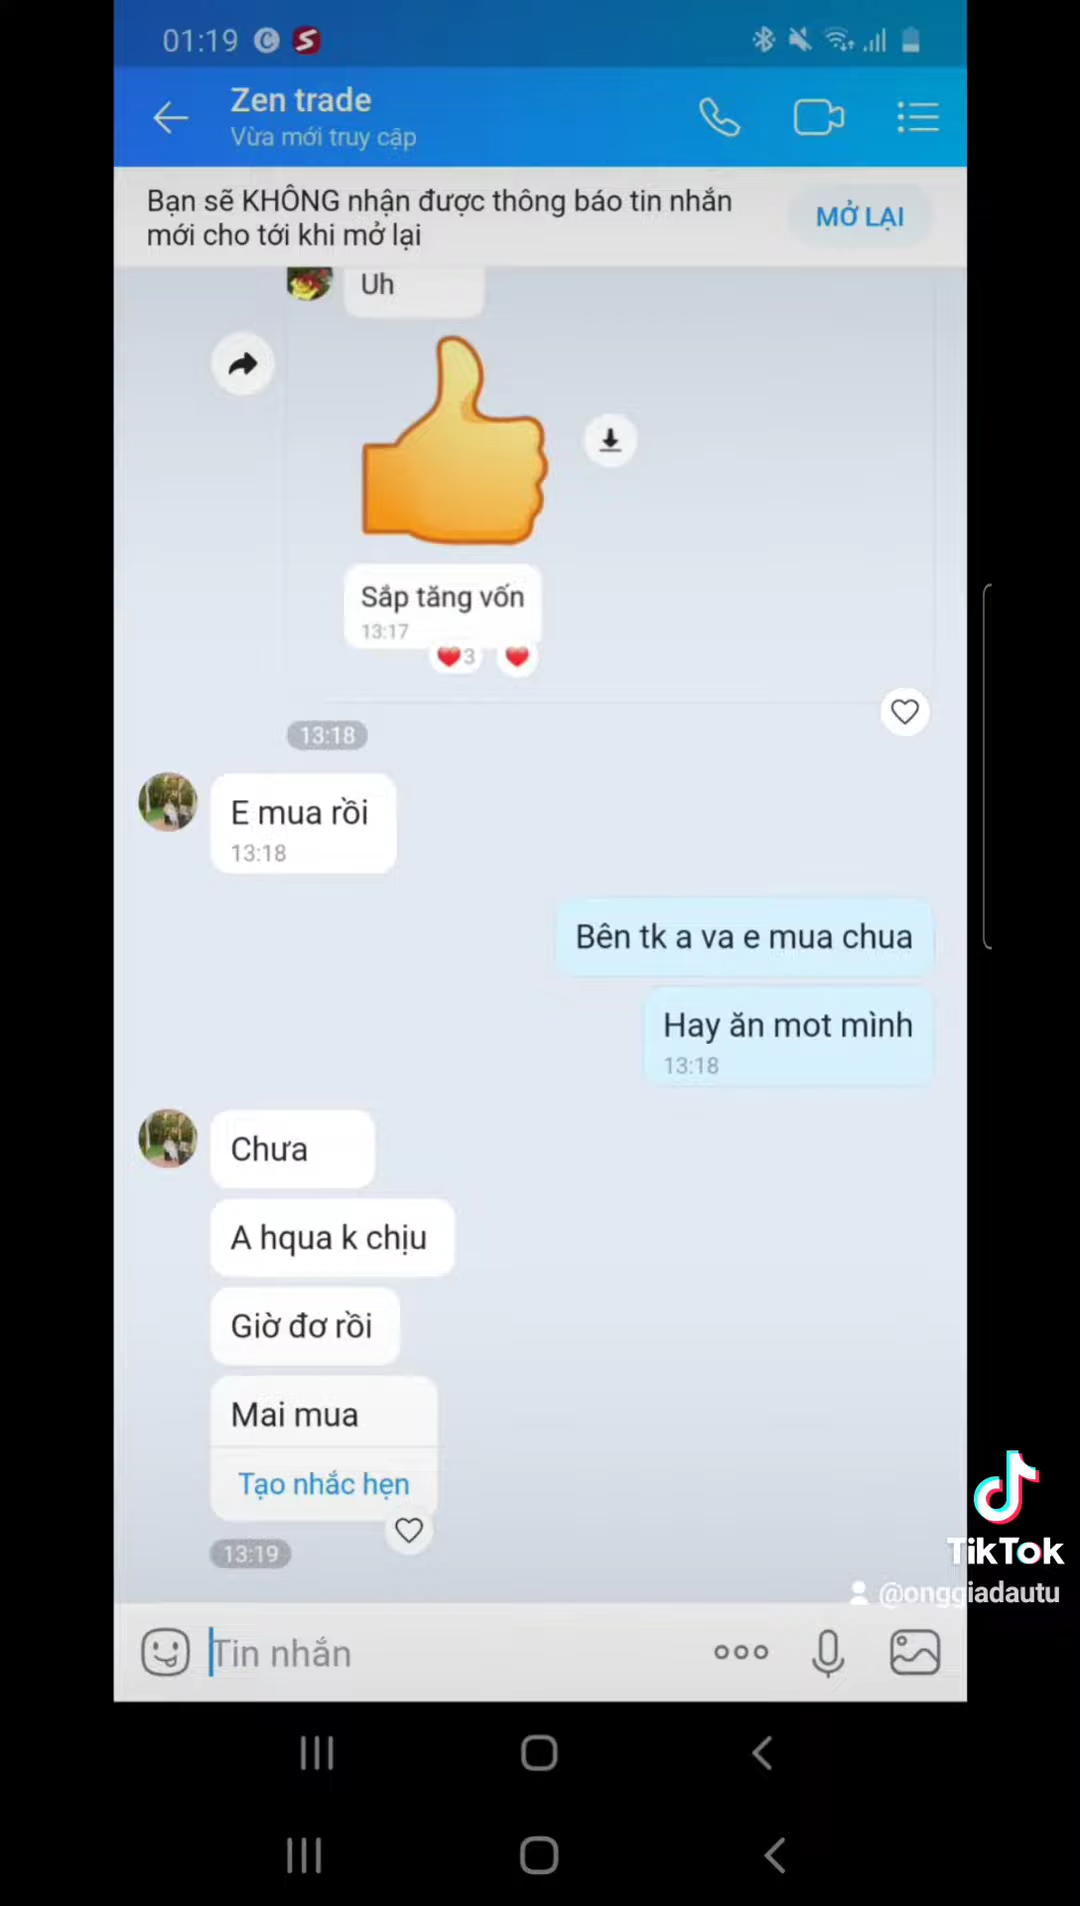 01:19
Zen trade
Vừa mới truy cập
Bạn sẽ KHÔNG nhận được thông báo tin nhắn
mới cho tới khi mở lại
MỞ LẠI
Uh
Sắp tăng vốn
13:17
3
13:18
E mua rồi
13:18
Bên tk a va e mua chua
Hay ăn mot mình
13:18
Chưa
A hqua k chịu
Giờ đơ rồi
Mai mua
Tạo nhắc hẹn
13:19
TikTok
@onggiadautu
Tin nhắn